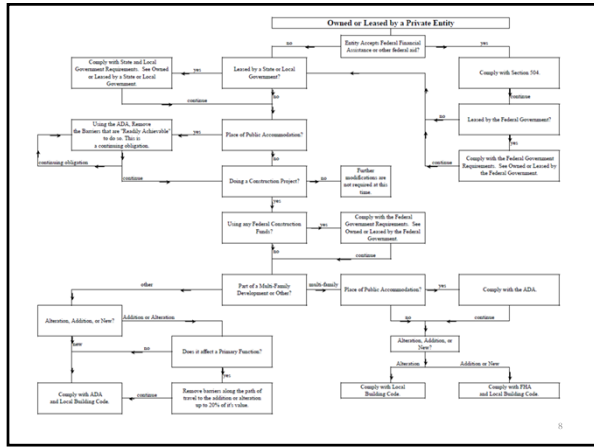 Owned or Leased by a Private Entity
no
Entity Accepts Federal Financial
Assistance or other federal aid?
yes
Comply with State and Local
Government Requirements. See Owned
or Leased by a State or Local
Government.
yes
Leased by a State or Local
Government?
Comply with Section 504.
continue
no
continue
Using the ADA, Remove
the Barriers that are "Readily Achievable"
to do so. This is
a continuing obligation.
yes
Place of Public Accommodation?
no
Leased by the Federal Government?
yes
continuing obligation
no
continue
Comply with the Federal Government
Requirements. See Owned or Leased by
the Federal Government
continue
Doing a Construction Project?
no
Further
modifications are
not required at this
time.
yes
Using any Federal Construction
Funds?
yes
Comply with the Federal
Government Requirements. See
Owned or Leased by the Federal
Government
no
continue
other
Part of a Multi-Family
Development or Other?
multi-family
Place of Public Accommodation?
yes
Comply with the ADA.
Alteration, Addition, or New?
Addition or Alteration
no
continue
new
no
Does it affect a Primary Function?
Alteration, Addition, or
New?
yes
Alteration
Addition or New
Comply with ADA
and Local Building Code.
continue
Remove barriers along the path of
travel to the addition or alteration
up to 20% of it's value.
Comply with Local
Building Code.
Comply with FHA
and Local Building Code.
8